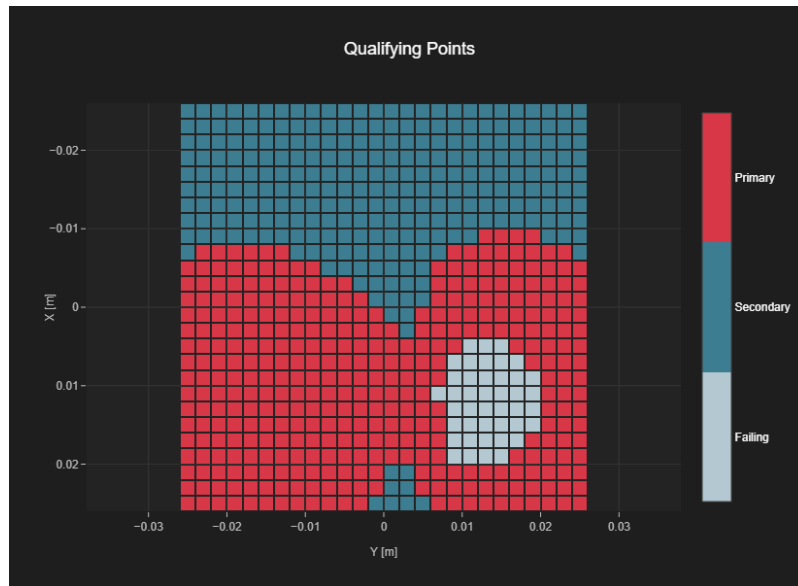 Qualifying Points
−0.02
−0.01
0
0.01
0.02
X [m]
−0.03
−0.02
−0.01
0
0.01
0.02
0.03
Y [m]
Primary
Secondary
Failing